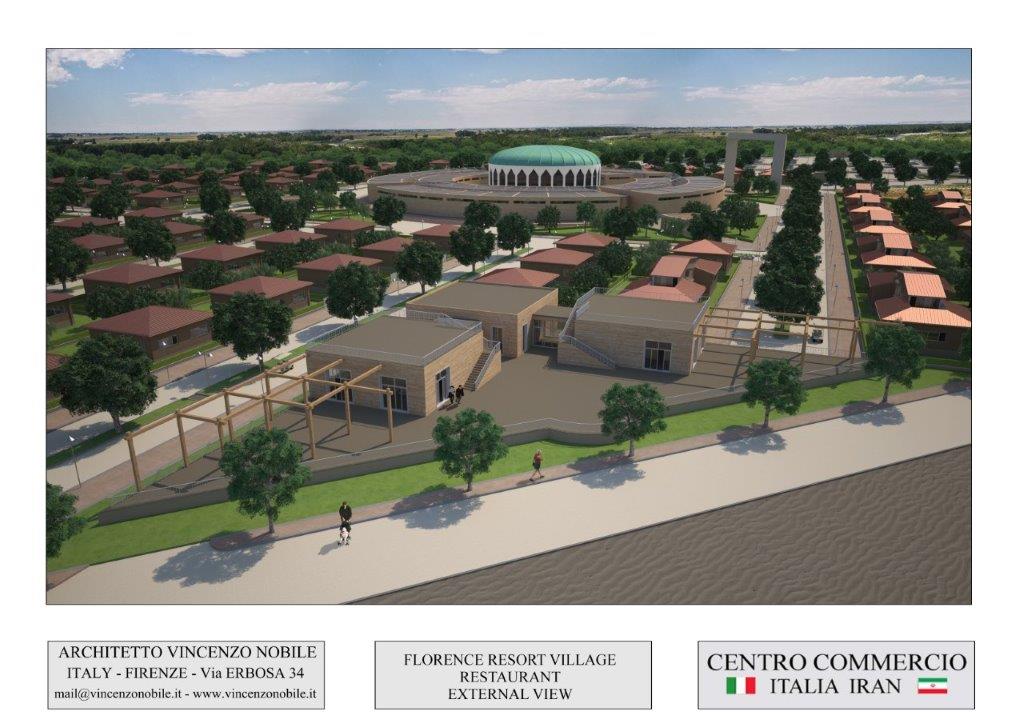 ARCHITETTO VINCENZO NOBILE
ITALY - FIRENZE - Via ERBOSA 34
mail@vincenzonobile.it - www.vincenzonobile.it
FLORENCE RESORT VILLAGE
RESTAURANT
EXTERNAL VIEW
CENTRO COMMERCIO
ITALIA IRAN